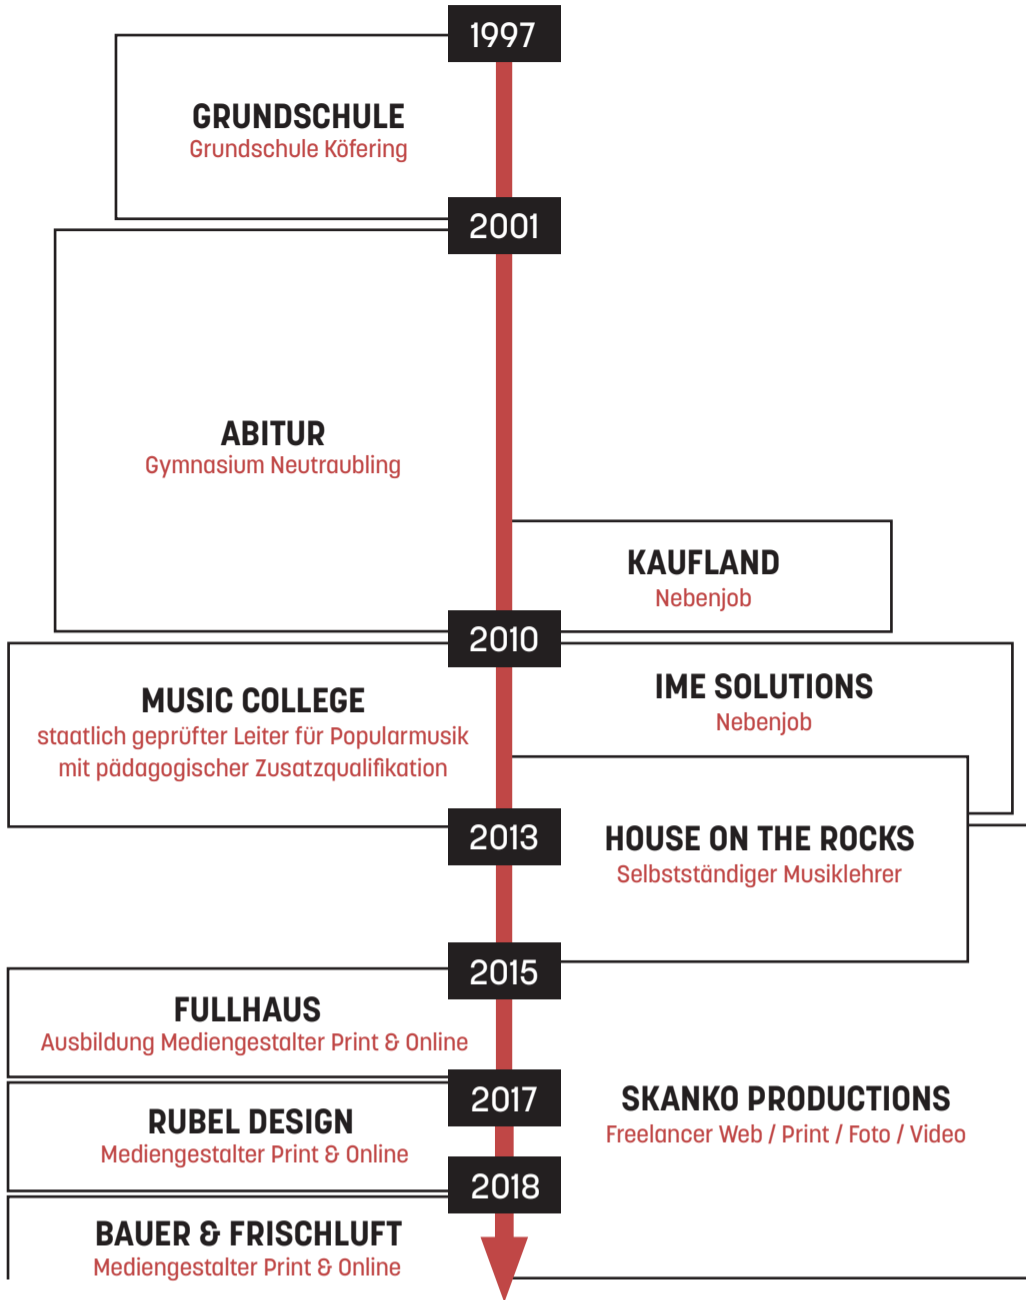 1997
GRUNDSCHULE
Grundschule Köfering
2001
ABITUR
Gymnasium Neutraubling
KAUFLAND
Nebenjob
2010
MUSIC COLLEGE
staatlich geprüfter Leiter für Popularmusik
mit pädagogischer Zusatzqualifikation
IME SOLUTIONS
Nebenjob
2013
HOUSE ON THE ROCKS
Selbstständiger Musiklehrer
2015
FULLHAUS
Ausbildung Mediengestalter Print & Online
2017
SKANKO PRODUCTIONS
Freelancer Web / Print / Foto / Video
RUBEL DESIGN
Mediengestalter Print & Online
2018
BAUER & FRISCHLUFT
Mediengestalter Print & Online